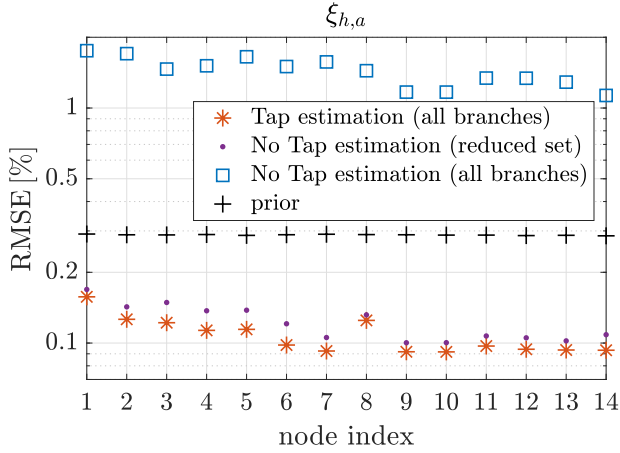 ξh,a
RMSE [%]
1
0.5
0.2
0.1
Tap estimation (all branches)
No Tap estimation (reduced set)
No Tap estimation (all branches)
prior
1 2 3 4 5 6 7 8 9 10 11 12 13 14
node index